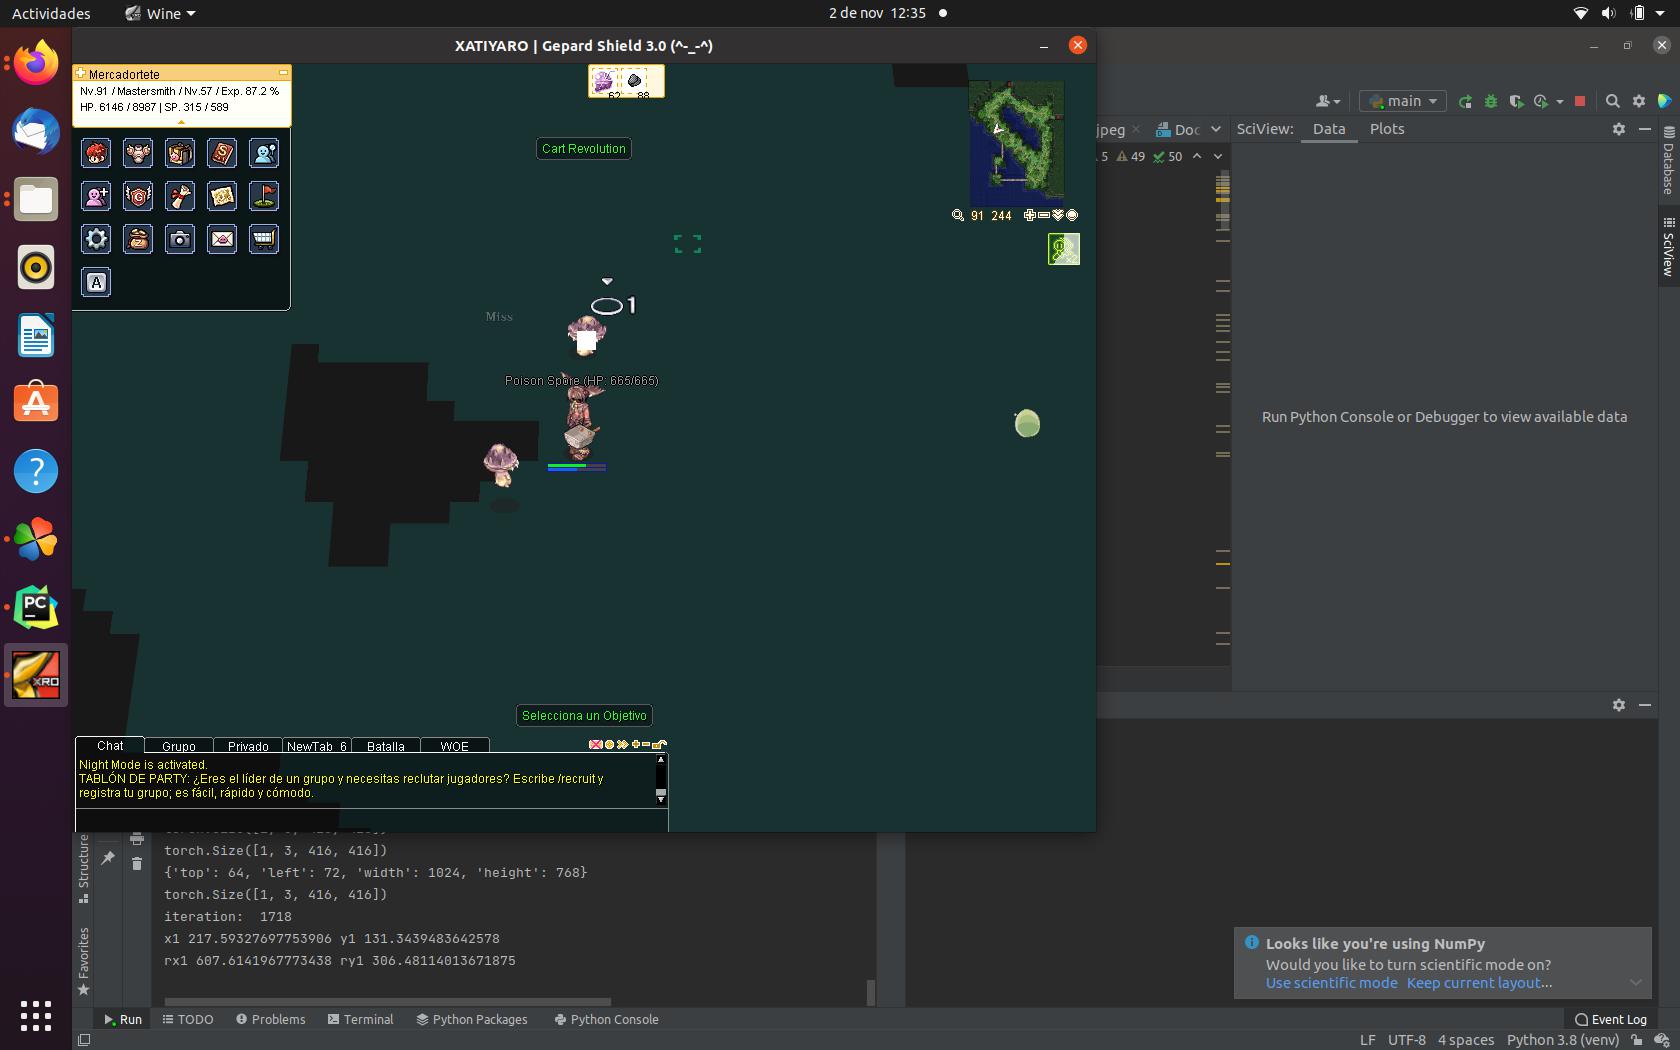 Actividades
Wine
2 de nov 12:35
XATIYARO | Gepard Shield 3.0 (^-_-^)
Mercadortete
Nv.91 / Mastersmith / Nv.57 / Exp. 87.2 %
HP. 6146 / 8987 | SP. 315 / 589
62 88
Cart Revolution
91 244
Miss
1
Poison Spore (HP: 665/665)
Selecciona un Objetivo
Chat Grupo Privado NewTab_6 Batalla WOE
Night Mode is activated.
TABLÓN DE PARTY: ¿Eres el líder de un grupo y necesitas reclutar jugadores? Escribe /recruit y
registra tu grupo; es fácil, rápido y cómodo.
main
jpeg Doc
SciView: Data Plots
5 49 50
Database
SciView
Run Python Console or Debugger to view available data
PC
XRO
torch.Size([1, 3, 416, 416])
{'top': 64, 'left': 72, 'width': 1024, 'height': 768}
torch.Size([1, 3, 416, 416])
iteration:  1718
x1 217.59327697753906 y1 131.3439483642578
rx1 607.6141967773438 ry1 306.48114013671875
Structure
Favorites
Looks like you're using NumPy
Would you like to turn scientific mode on?
Use scientific mode Keep current layout...
Run TODO Problems Terminal Python Packages Python Console
Event Log
LF UTF-8 4 spaces Python 3.8 (venv)